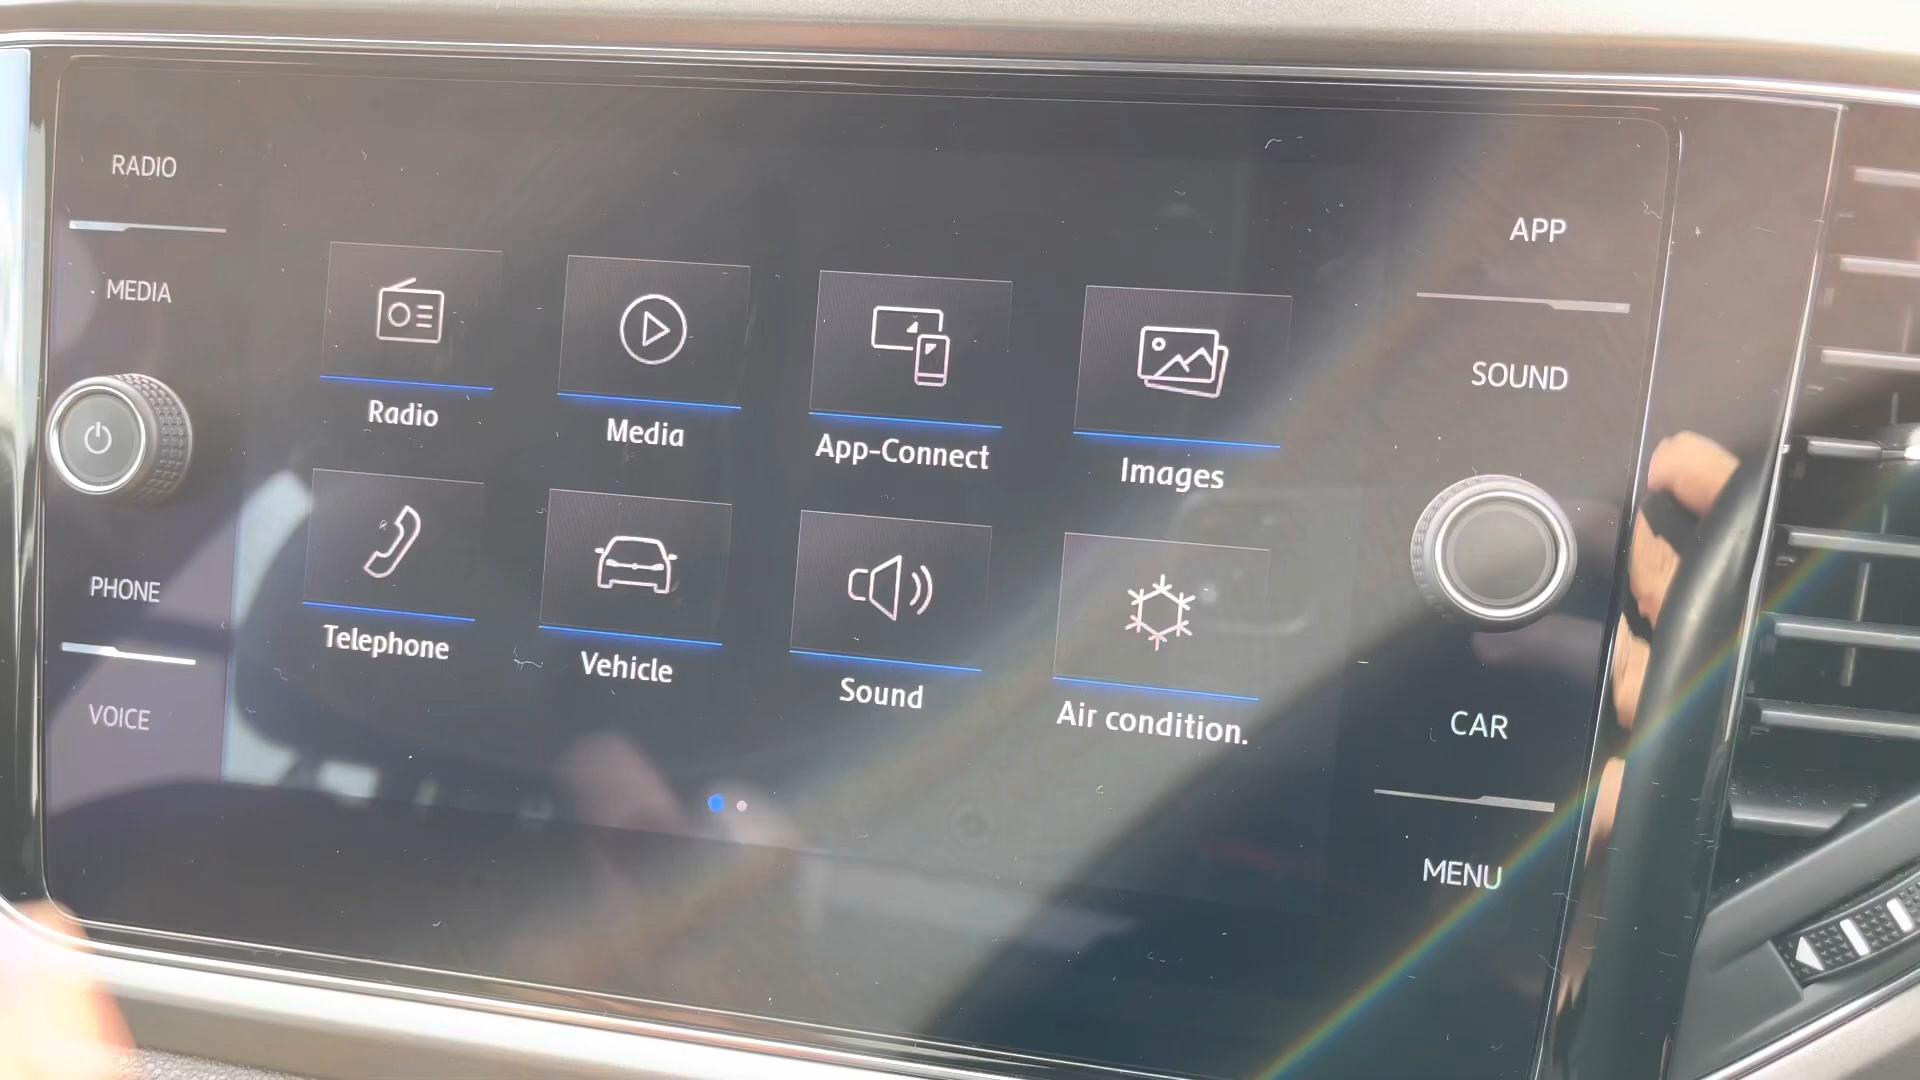 RADIO
MEDIA
PHONE
VOICE
Radio
Media
App-Connect
Images
Telephone
Vehicle
Sound
Air condition.
APP
SOUND
CAR
MENU